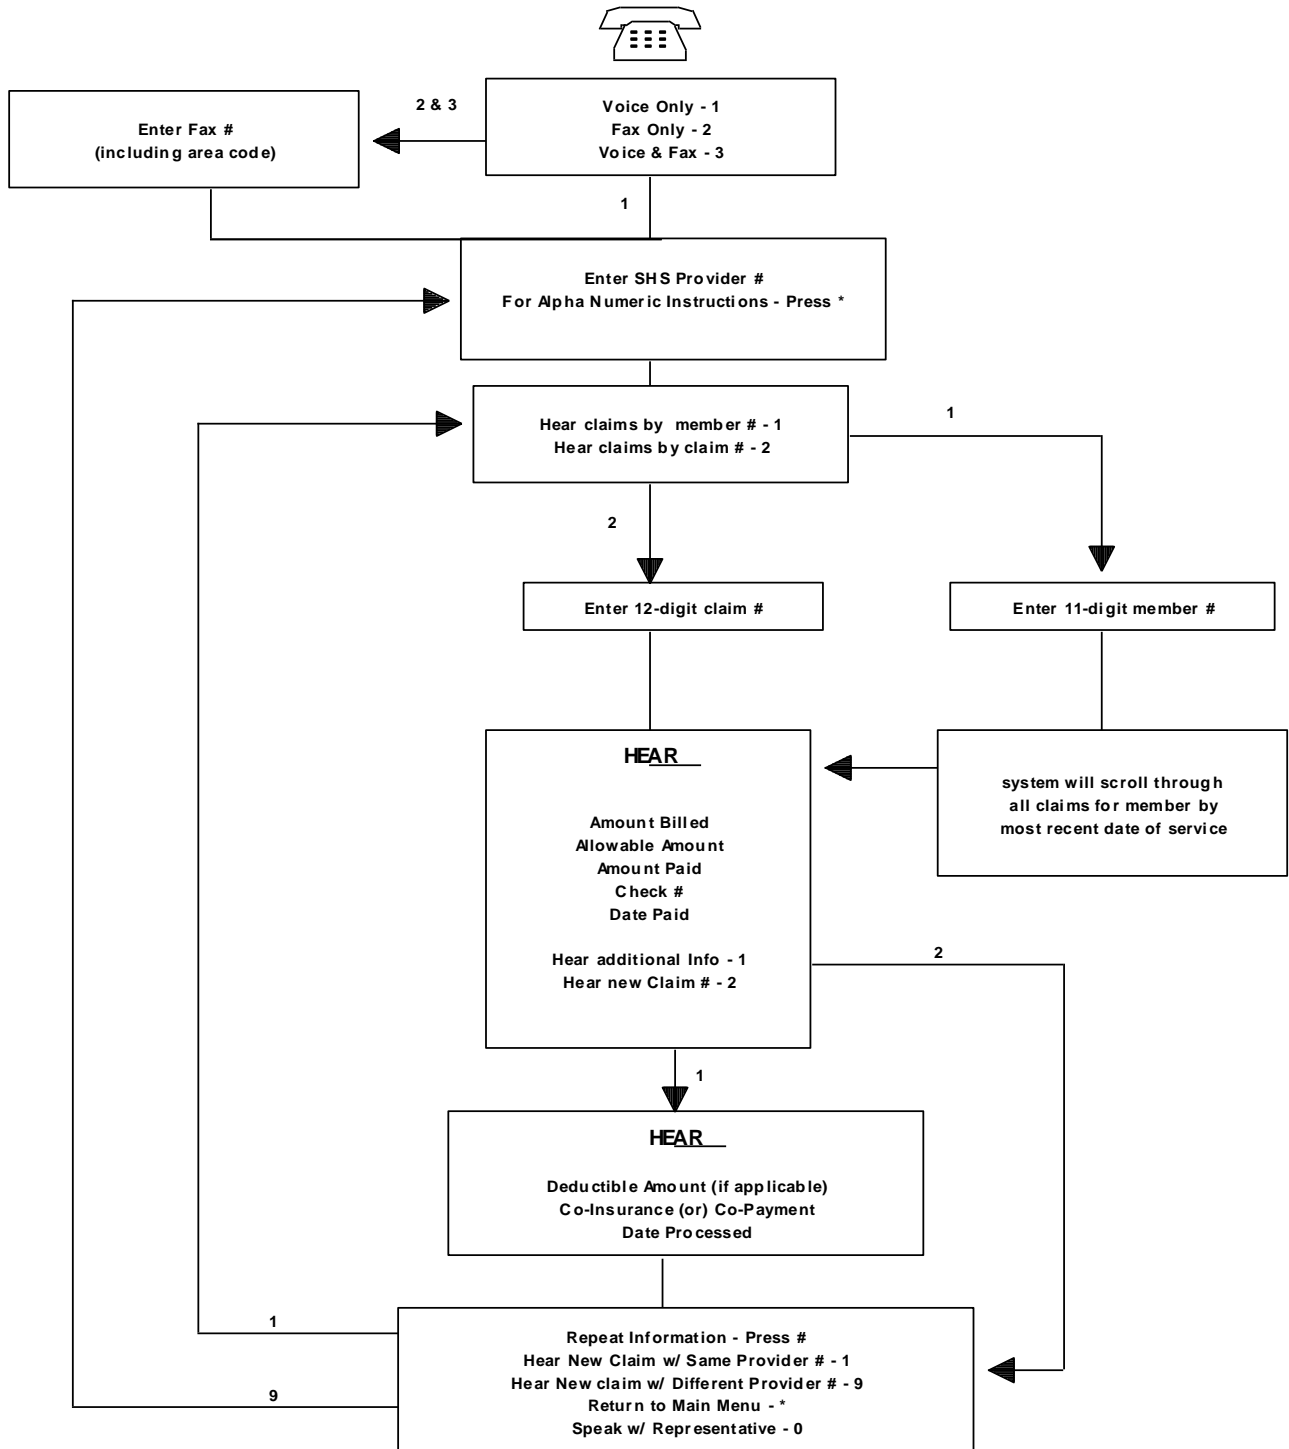 2 & 3
Voice Only - 1
Fax Only - 2
Voice & Fax - 3
Enter Fax #
(including area code)
1
Enter SHS Provider #
For Alpha Numeric Instructions - Press *
Hear claims by member # - 1
Hear claims by claim # - 2
1
2
Enter 12-digit claim #
Enter 11-digit member #
HEAR
Amount Billed
Allowable Amount
Amount Paid
Check #
Date Paid
Hear additional Info - 1
Hear new Claim # - 2
system will scroll through
all claims for member by
most recent date of service
2
1
HEAR
Deductible Amount (if applicable)
Co-Insurance (or) Co-Payment
Date Processed
1
9
Repeat Information - Press #
Hear New Claim w/ Same Provider # - 1
Hear New claim w/ Different Provider # - 9
Return to Main Menu - *
Speak w/ Representative - 0